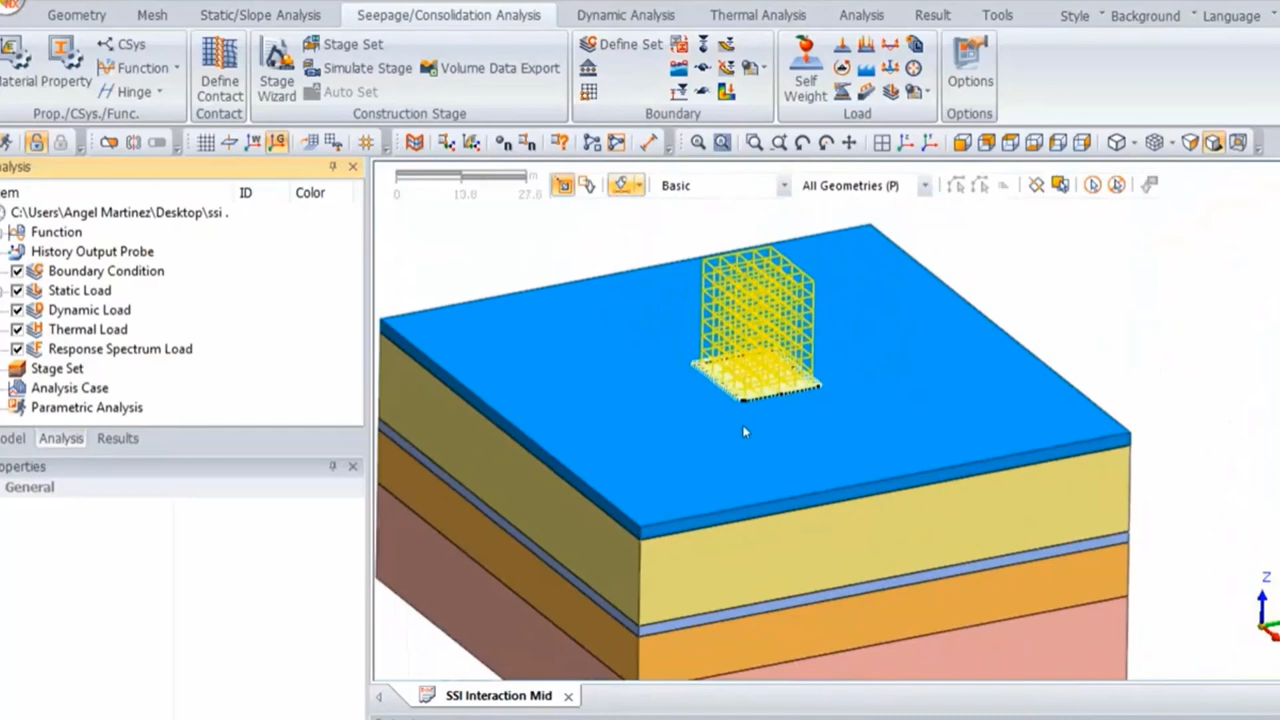 Geometry Mesh Static/Slope Analysis Seepage/Consolidation Analysis Dynamic Analysis Thermal Analysis Analysis Result Tools Style Background Language
CSys Stage Set Define Set
aterial Property Function Define Contact Stage Wizard Simulate Stage Volume Data Export Self Weight Options
Hinge Auto Set
Prop./CSys./Func. Contact Construction Stage Boundary Load Options
nalysis
em ID Color
C:\Users\Angel Martinez\Desktop\ssi .
Function
History Output Probe
Boundary Condition
Static Load
Dynamic Load
Thermal Load
Response Spectrum Load
Stage Set
Analysis Case
Parametric Analysis
odel Analysis Results
roperties
General
m
0 13.8 27.6
Basic All Geometries (P)
Z
SSI Interaction Mid